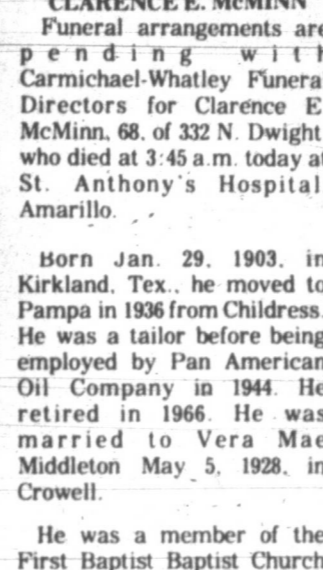 CLARENCE E. McMINN
Funeral arrangements are
pending with
Carmichael-Whatley Funera
Directors for Clarence E
McMinn, 68, of 332 N. Dwight
who died at 3:45 a.m. today at
St. Anthony's Hospital
Amarillo.
Born Jan. 29, 1903, in
Kirkland, Tex., he moved to
Pampa in 1936 from Childress.
He was a tailor before being
employed by Pan American
Oil Company in 1944. He
retired in 1966. He was
married to Vera Mae
Middleton May 5, 1928, in
Crowell.
He was a member of the
First Baptist Baptist Church